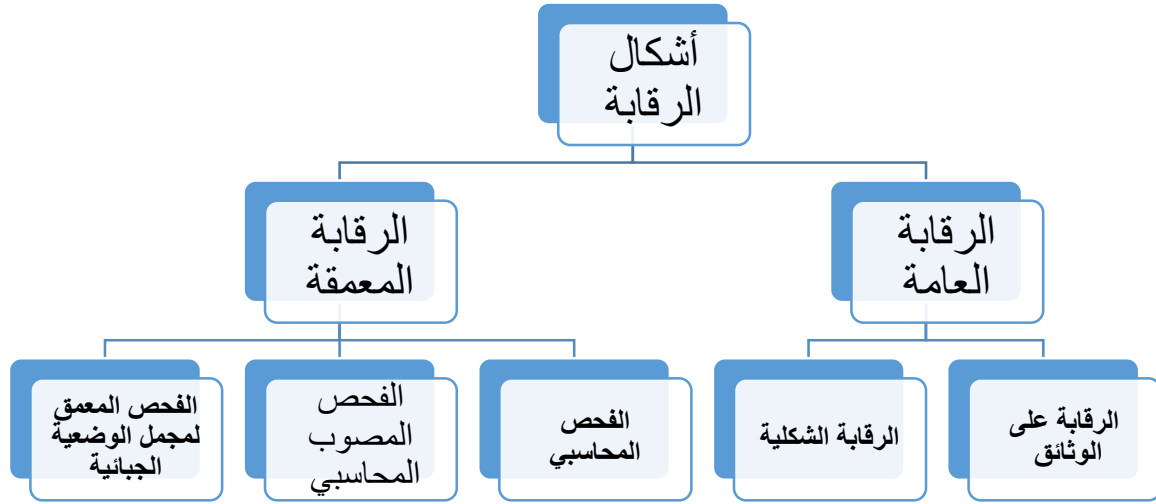 أشكال
الرقابة
الرقابة
العامة
الرقابة
المعمقة
الرقابة على
الوثائق
الرقابة الشكلية
الفحص
المحاسبي
الفحص
المصوب
المحاسبي
الفحص المعمق
لمجمل الوضعية
الجبائية